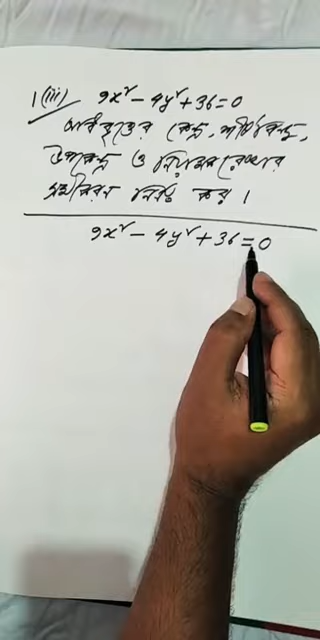 1(iii) 9x² - 4y² + 36 = 0
অধিবৃত্তের কেন্দ্র, শীর্ষবিন্দু,
উপকেন্দ্র ও নিয়ামকরেখার
সমীকরণ নির্ণয় কর।
9x² - 4y² + 36 = 0